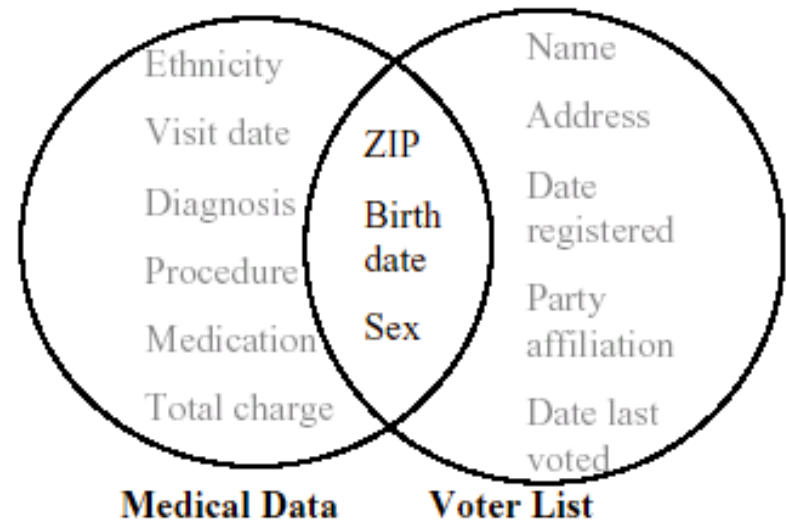 Ethnicity
Visit date
Diagnosis
Procedure
Medication
Total charge
ZIP
Birth
date
Sex
Name
Address
Date
registered
Party
affiliation
Date last
voted
Medical Data
Voter List